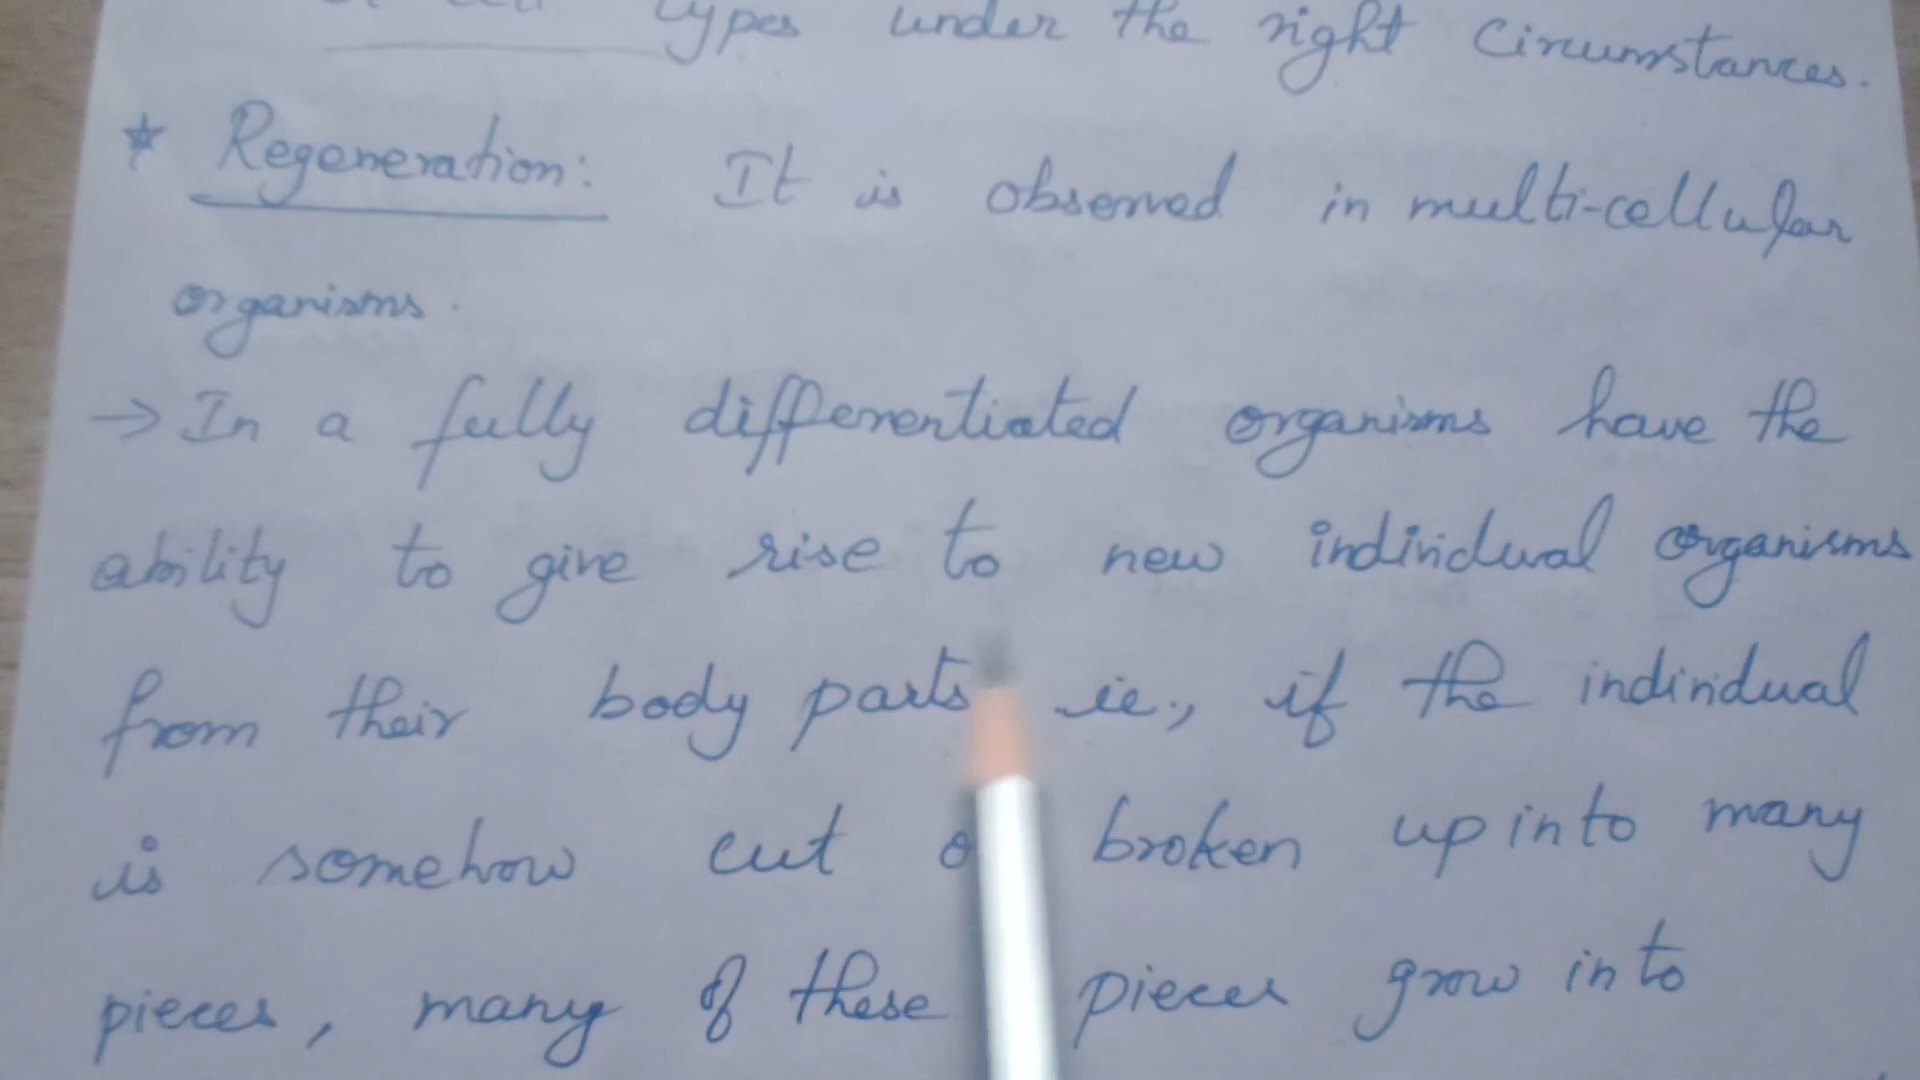 types under the right Circumstances.
* Regeneration: It is observed in multi-cellular
organisms.
→ In a fully differentiated organisms have the
ability to give rise to new individual organisms
from their body parts ie., if the individual
is somehow cut broken up into many
pieces, many of these pieces grow into